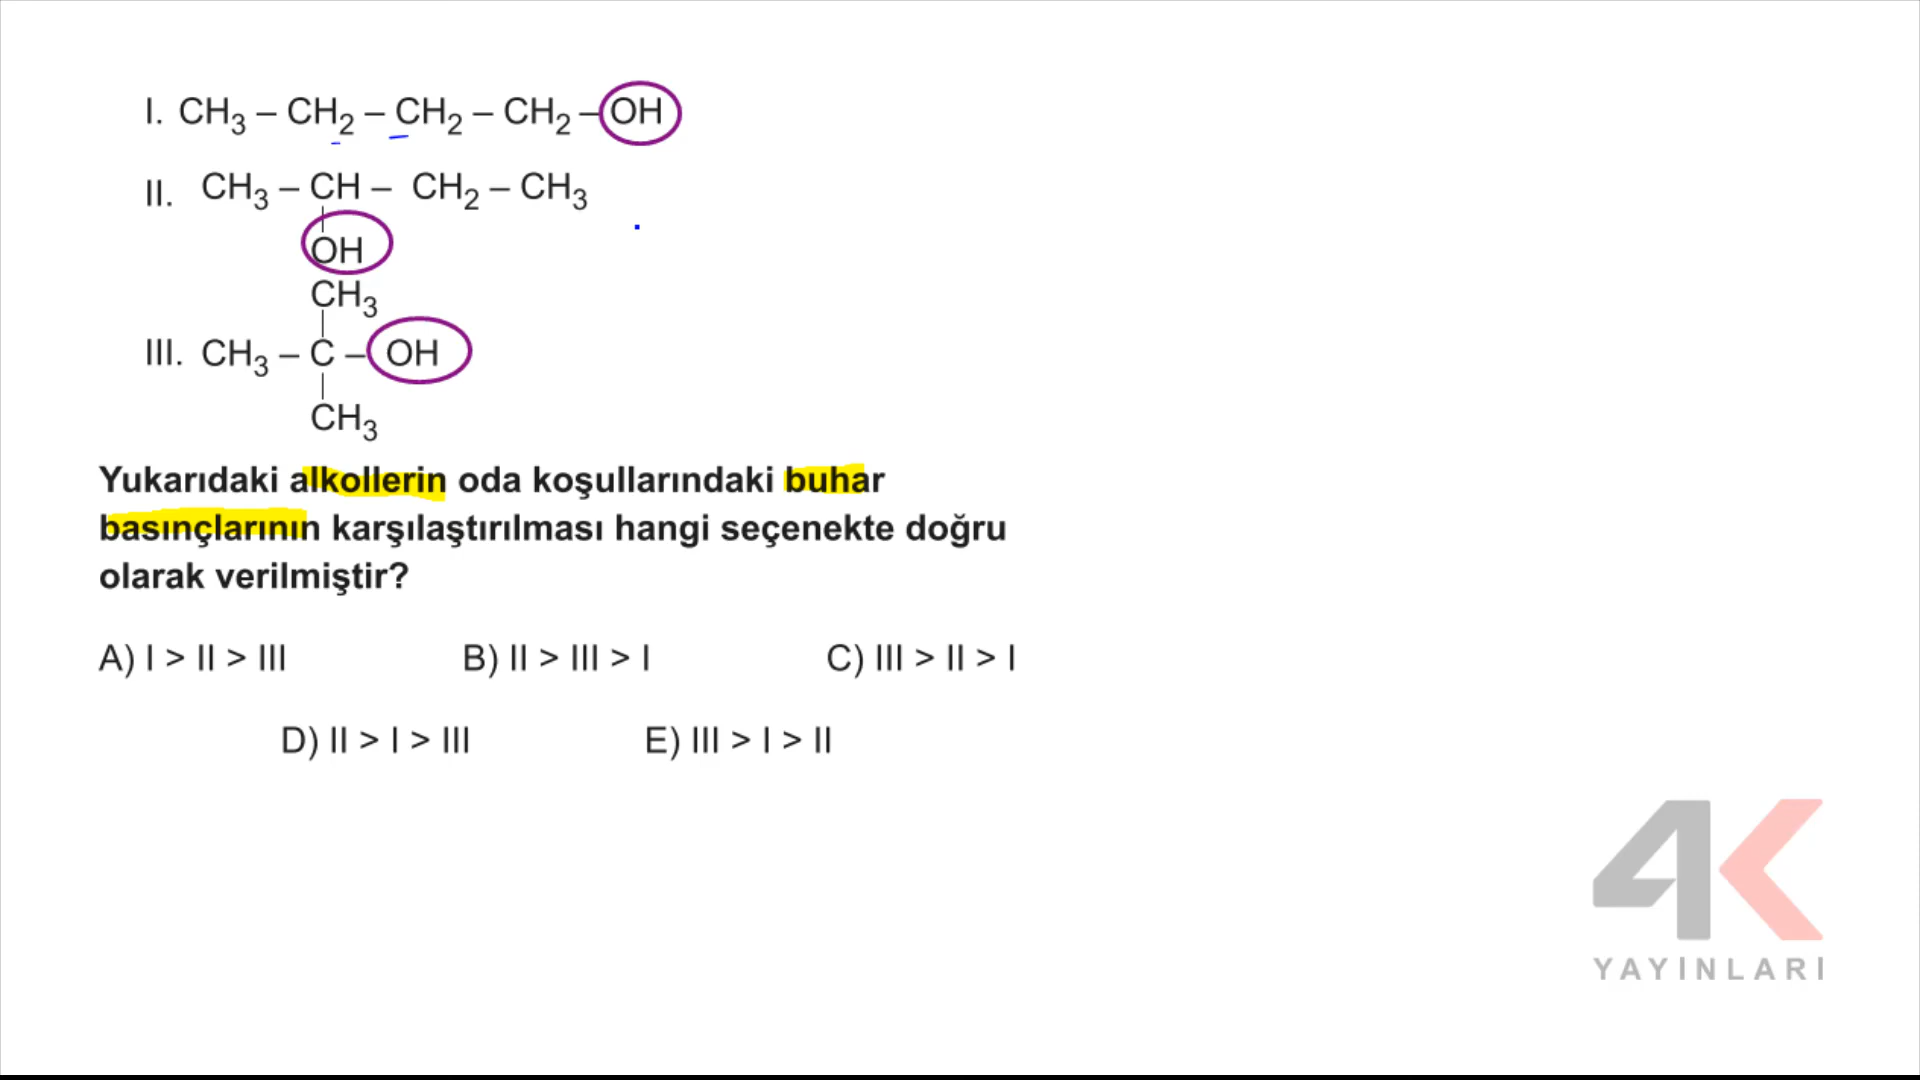 I. CH3 – CH2 – CH2 – CH2 – OH
II. CH3 – CH – CH2 – CH3
OH
CH3
III. CH3 – C – OH
CH3
Yukarıdaki alkollerin oda koşullarındaki buhar
basınçlarının karşılaştırılması hangi seçenekte doğru
olarak verilmiştir?
A) I > II > III B) II > III > I C) III > II > I
D) II > I > III E) III > I > II
4K
YAYINLARI